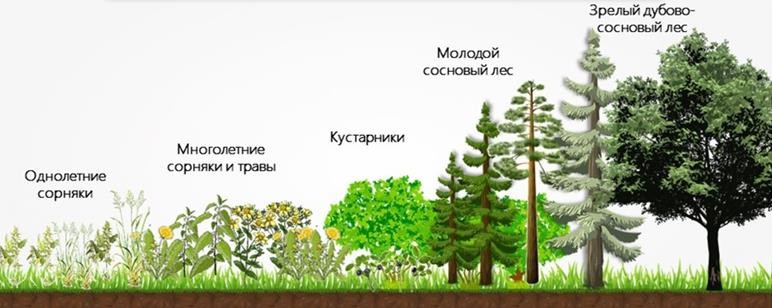 Однолетние
сорняки
Многолетние
сорняки и травы
Кустарники
Молодой
сосновый лес
Зрелый дубово-
сосновый лес